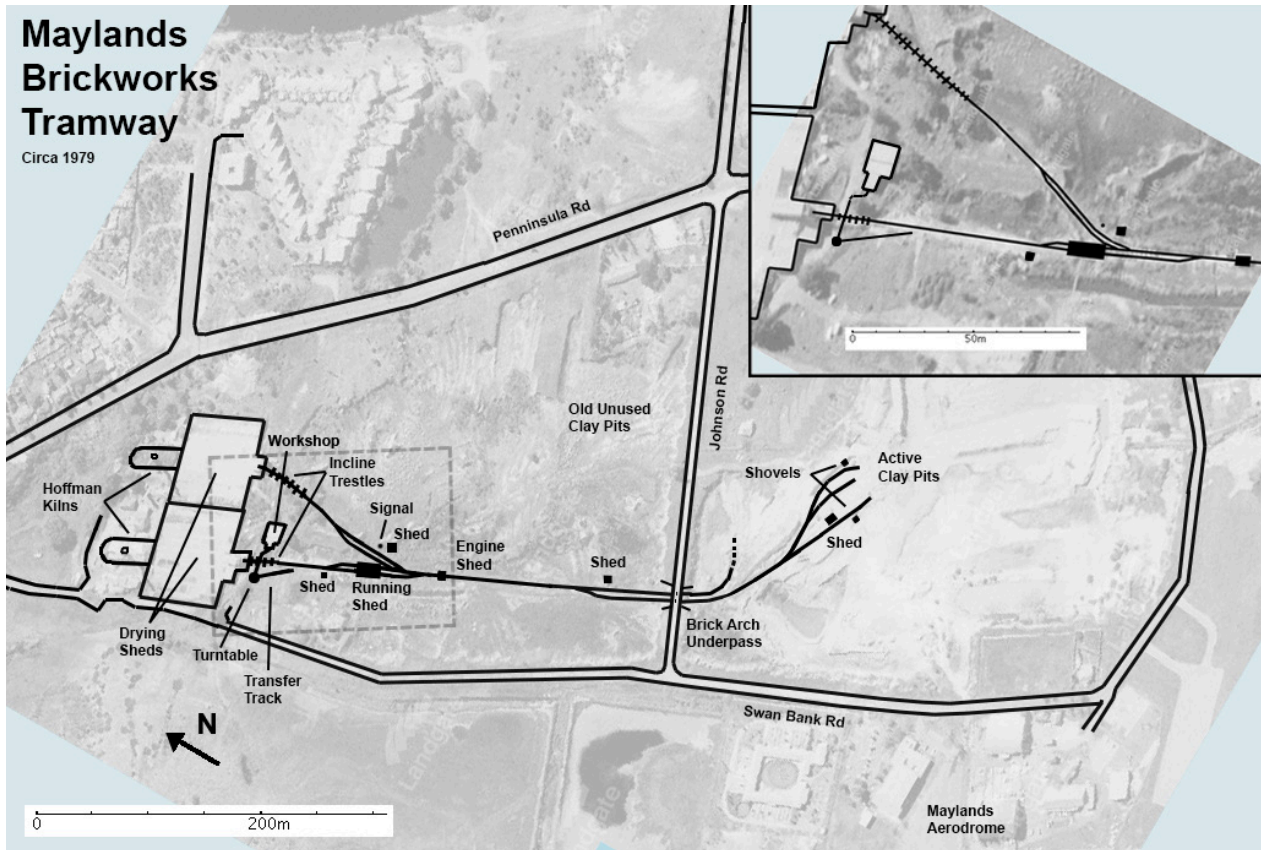 Maylands
Brickworks
Tramway
Circa 1979
Penninsula Rd
0
50m
Johnson Rd
Old Unused
Clay Pits
Workshop
Incline
Trestles
Hoffman
Kilns
Signal
Shed
Engine
Shed
Shed
Shovels
Active
Clay Pits
Shed
Shed
Running
Shed
Brick Arch
Underpass
Drying
Sheds
Turntable
Transfer
Track
N
Swan Bank Rd
0
200m
Maylands
Aerodrome